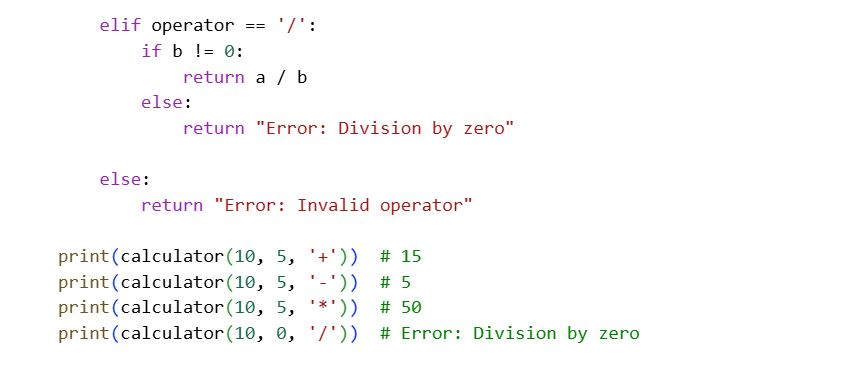 elif operator == '/':
        if b != 0:
            return a / b
        else:
            return "Error: Division by zero"

    else:
        return "Error: Invalid operator"

print(calculator(10, 5, '+'))  # 15
print(calculator(10, 5, '-'))  # 5
print(calculator(10, 5, '*'))  # 50
print(calculator(10, 0, '/'))  # Error: Division by zero